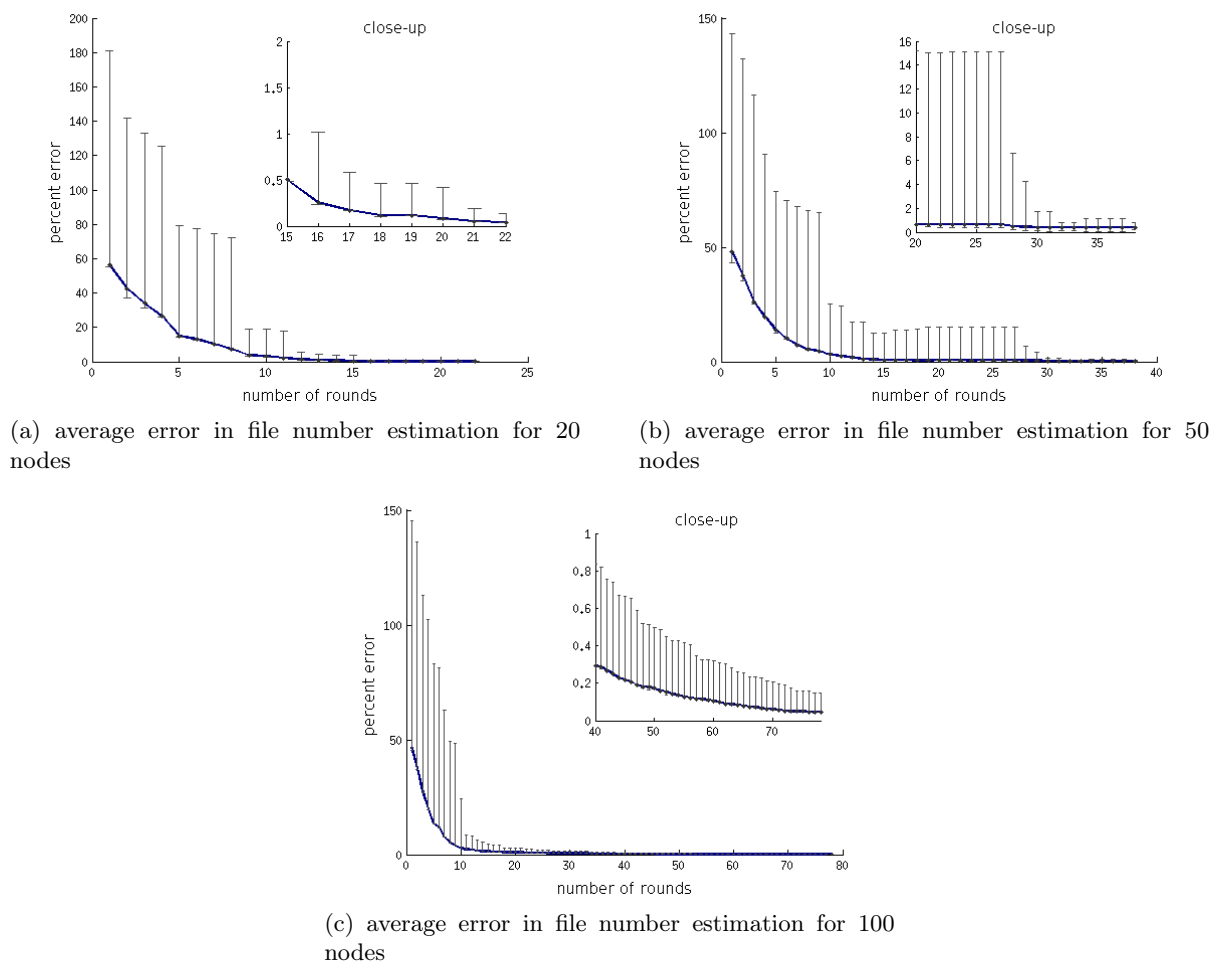 200
180
160
140
120
100
80
60
40
20
0
percent error
0 5 10 15 20 25
number of rounds
close-up
2
1.5
1
0.5
0
15 16 17 18 19 20 21 22
(a) average error in file number estimation for 20
nodes
150
100
50
0
percent error
0 5 10 15 20 25 30 35 40
number of rounds
close-up
16
14
12
10
8
6
4
2
0
20 25 30 35
(b) average error in file number estimation for 50
nodes
150
100
50
0
percent error
0 10 20 30 40 50 60 70 80
number of rounds
close-up
1
0.8
0.6
0.4
0.2
0
40 50 60 70
(c) average error in file number estimation for 100
nodes